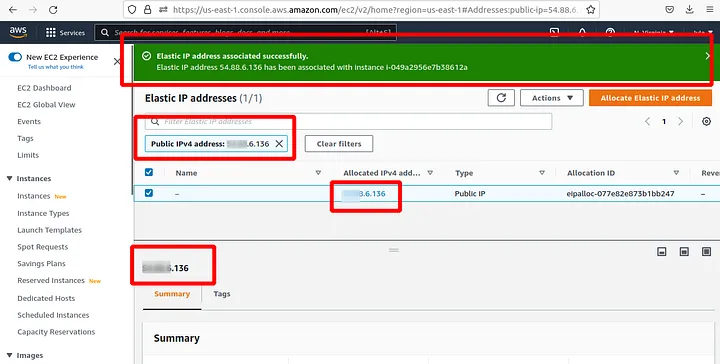 https://us-east-1.console.aws.amazon.com/ec2/v2/home?region=us-east-1#Addresses:public-ip=54.88.6.
aws
Services
Search for services, features, blogs, docs, and more
[Alt+S]
N. Virginia
New EC2 Experience
Tell us what you think
EC2 Dashboard
EC2 Global View
Events
Tags
Limits
Instances
Instances New
Instance Types
Launch Templates
Spot Requests
Savings Plans
Reserved Instances New
Dedicated Hosts
Scheduled Instances
Capacity Reservations
Images
Elastic IP address associated successfully.
Elastic IP address 54.88.6.136 has been associated with instance i-049a2956e7b38612a
Elastic IP addresses (1/1)
Actions
Allocate Elastic IP address
Filter Elastic IP addresses
1
Public IPv4 address: .6.136
Clear filters
Name
Allocated IPv4 add...
Type
Allocation ID
Rever
–
.6.136
Public IP
eipalloc-077e82e873b1bb247
–
.136
Summary
Tags
Summary